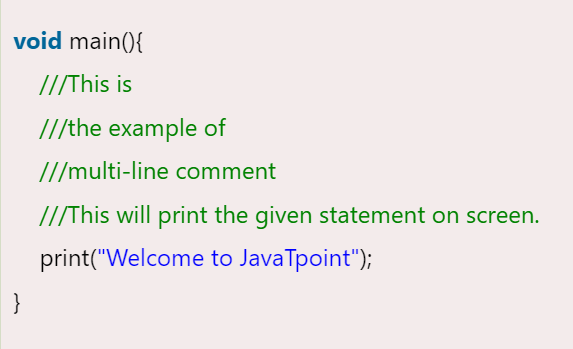 void main(){
///This is
///the example of
///multi-line comment
///This will print the given statement on screen.
print("Welcome to JavaTpoint");
}